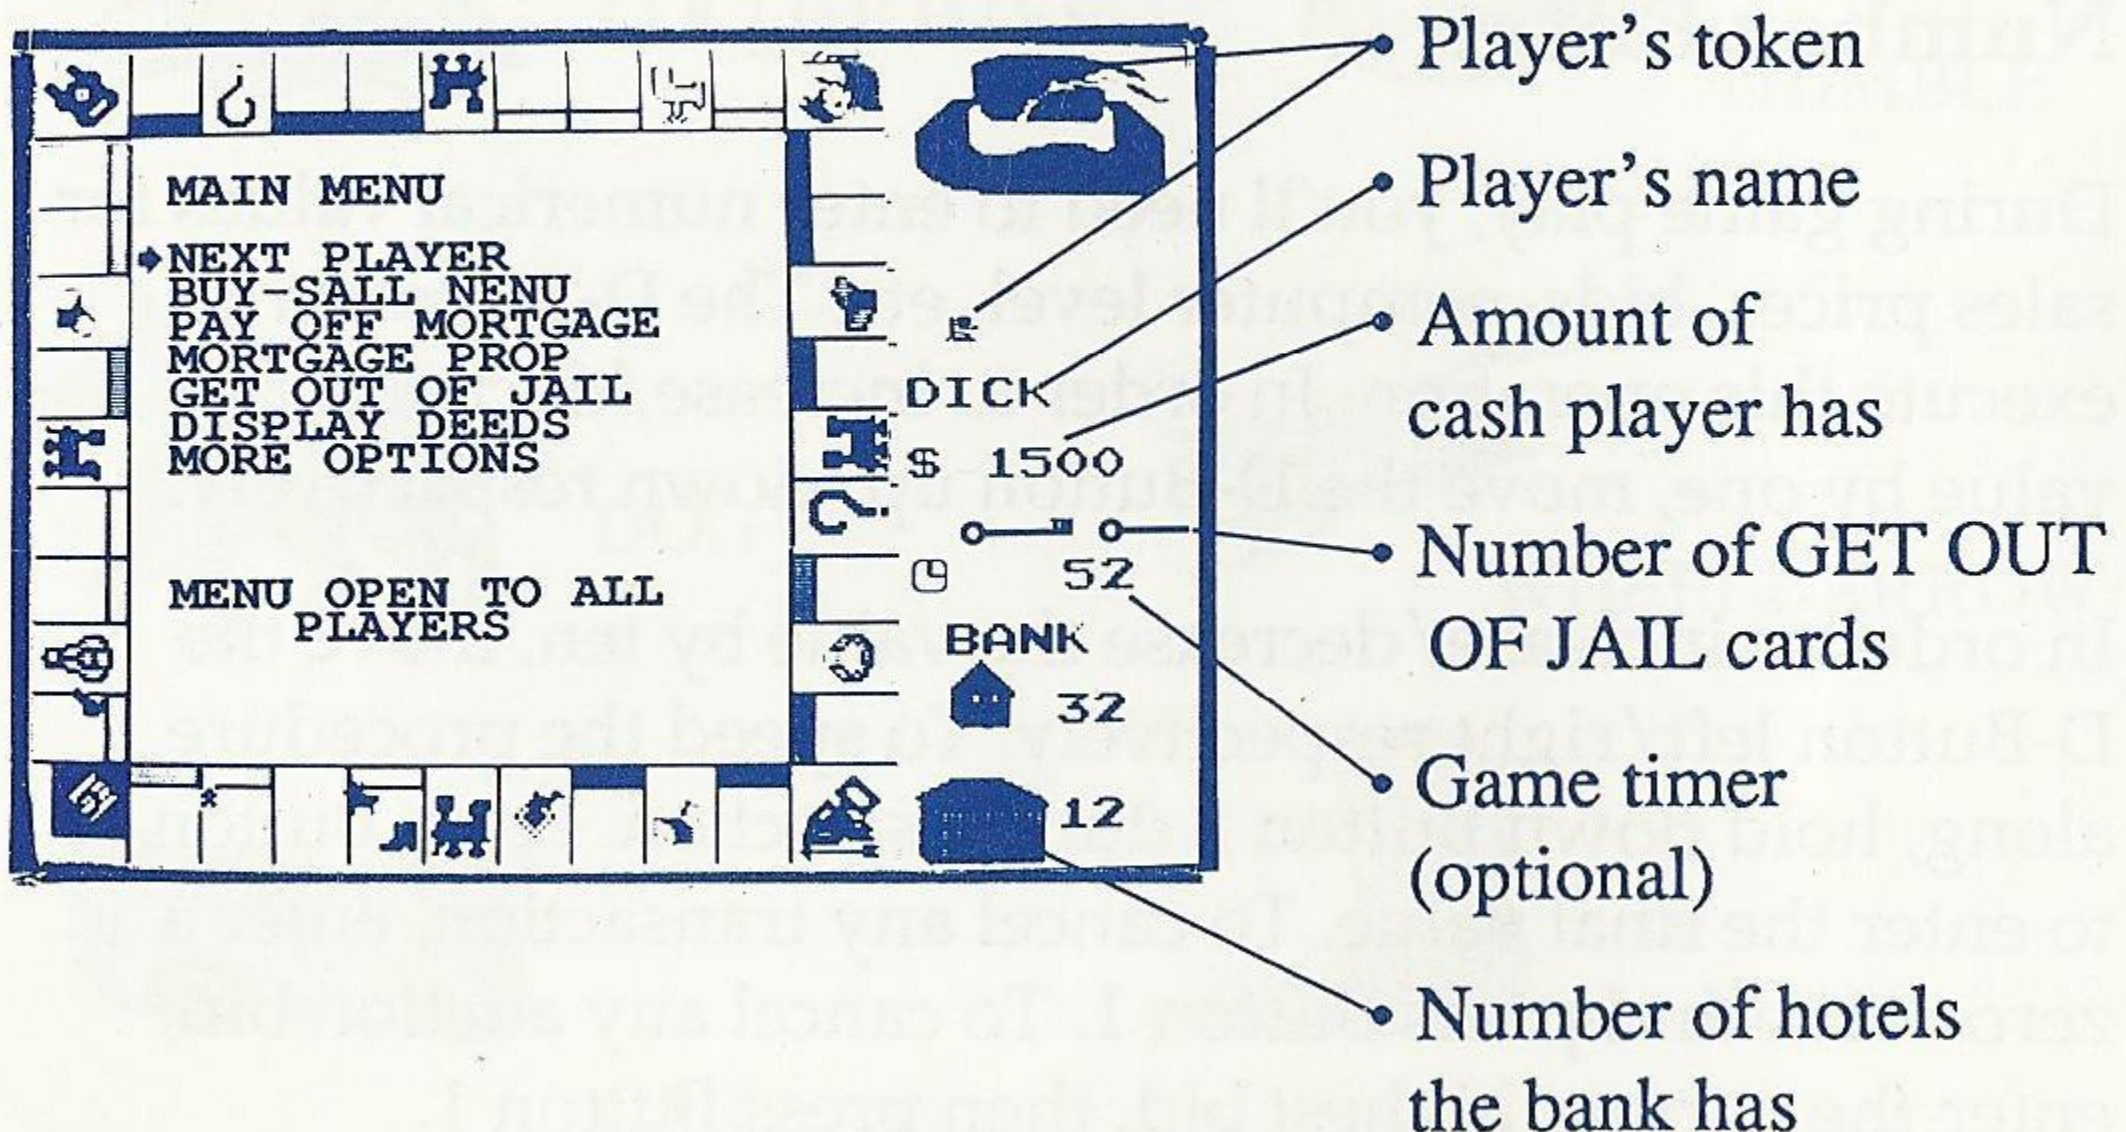 MAIN MENU
NEXT PLAYER
BUY-SALL NENU
PAY OFF MORTGAGE
MORTGAGE PROP
GET OUT OF JAIL
DISPLAY DEEDS
MORE OPTIONS
MENU OPEN TO ALL
PLAYERS
DICK
$ 1500
0
52
BANK
32
12
Player's token
Player's name
Amount of
cash player has
Number of GET OUT
OF JAIL cards
Game timer
(optional)
Number of hotels
the bank has